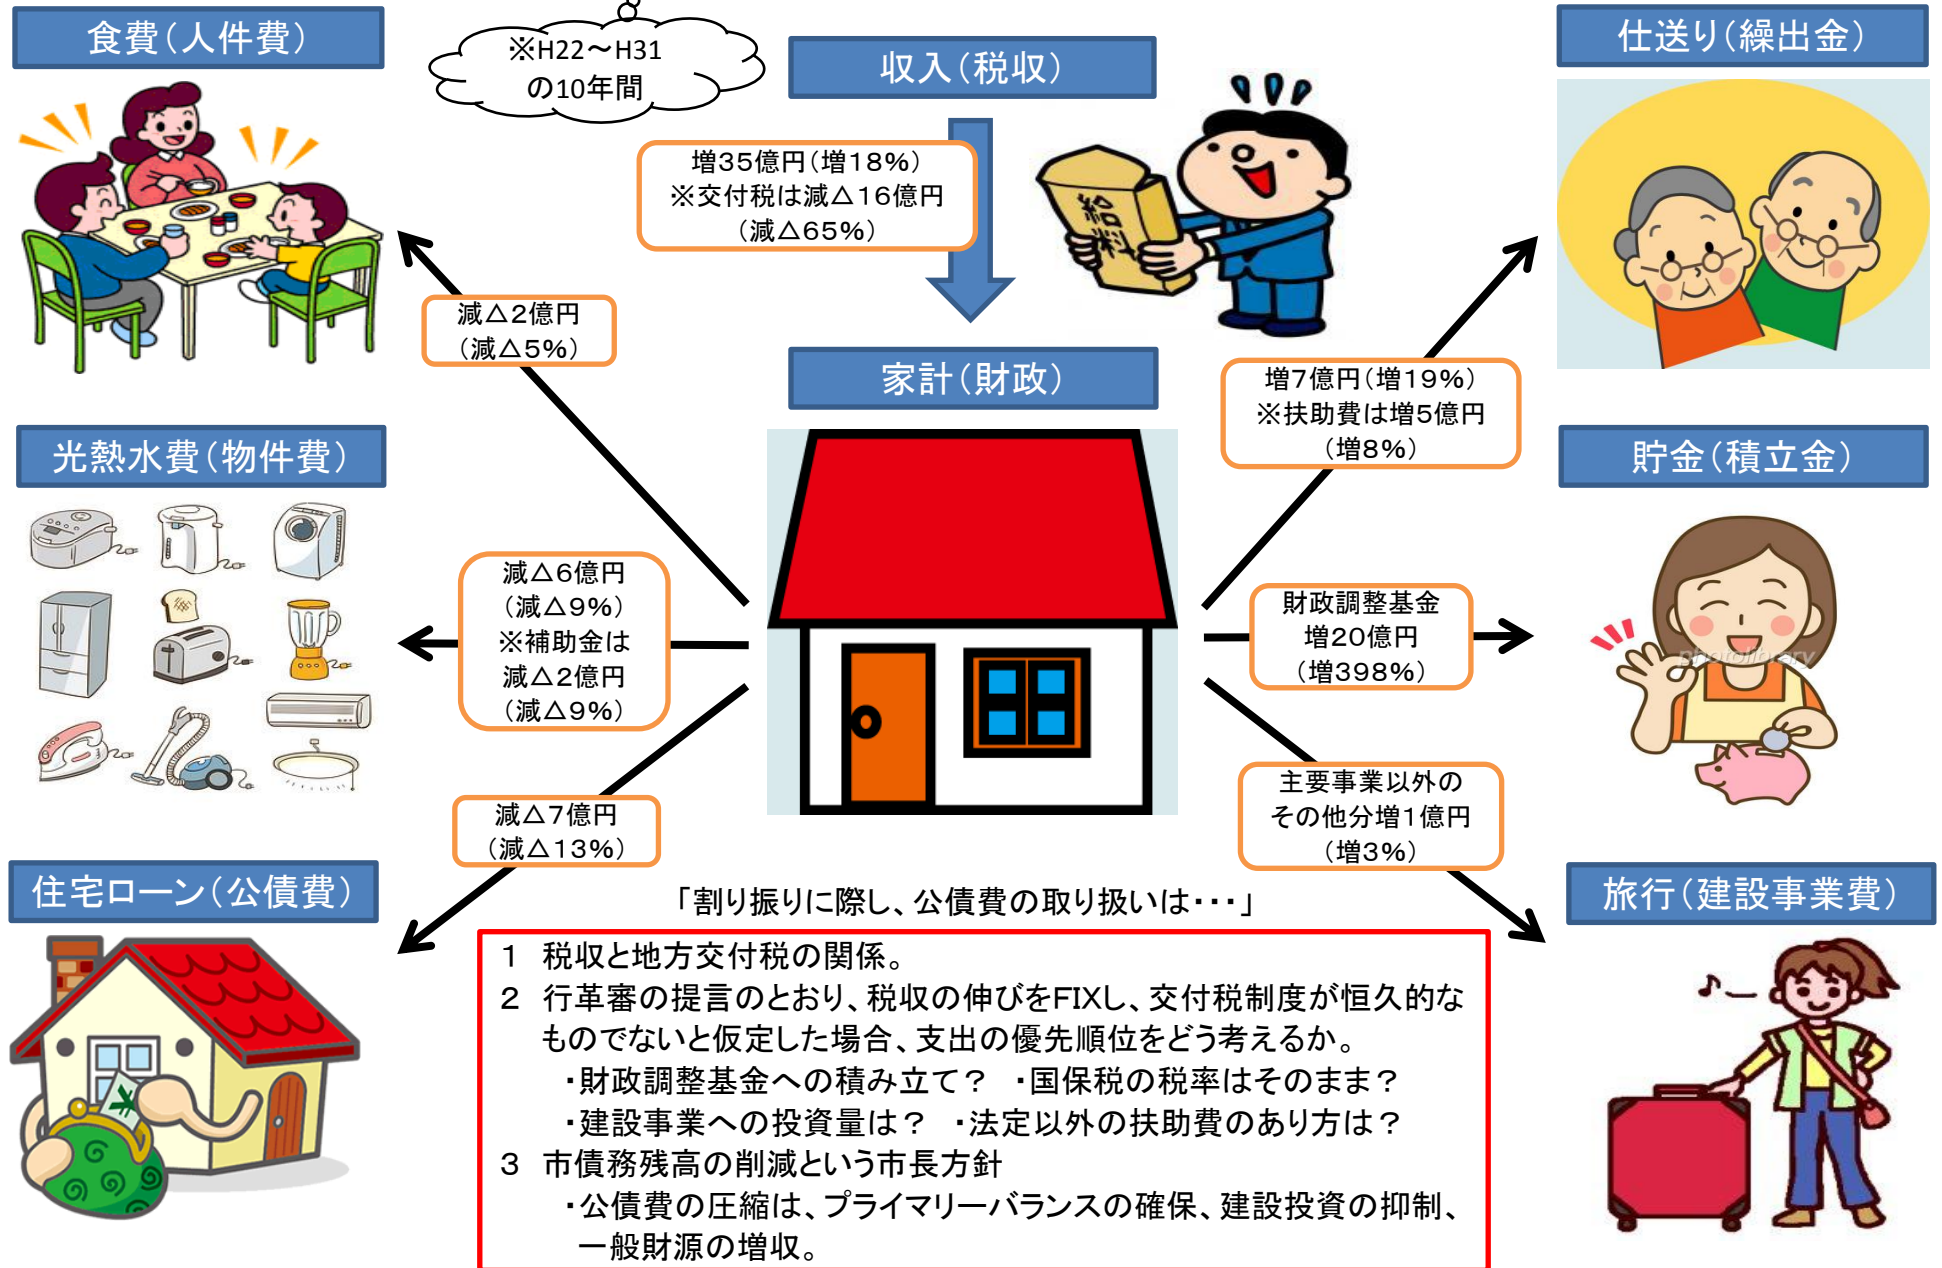 食費(人件費)
※H22～H31
の10年間
収入(税収)
仕送り(繰出金)
増35億円(増18%)
※交付税は減△16億円
(減△65%)
給料
減△2億円
(減△5%)
家計(財政)
増7億円(増19%)
※扶助費は増5億円
(増8%)
光熱水費(物件費)
貯金(積立金)
減△6億円
(減△9%)
※補助金は
減△2億円
(減△9%)
財政調整基金
増20億円
(増398%)
photolibrary
減△7億円
(減△13%)
主要事業以外の
その他分増1億円
(増3%)
住宅ローン(公債費)
旅行(建設事業費)
「割り振りに際し、公債費の取り扱いは・・・」
1 税収と地方交付税の関係。
2 行革審の提言のとおり、税収の伸びをFIXし、交付税制度が恒久的な
ものでないと仮定した場合、支出の優先順位をどう考えるか。
・財政調整基金への積み立て？ ・国保税の税率はそのまま？
・建設事業への投資量は？ ・法定以外の扶助費のあり方は？
3 市債務残高の削減という市長方針
・公債費の圧縮は、プライマリーバランスの確保、建設投資の抑制、
一般財源の増収。
¥